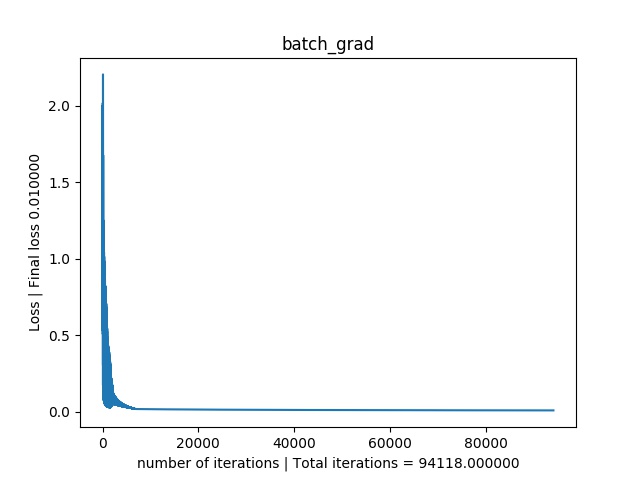 batch_grad
Loss | Final loss 0.010000
2.0
1.5
1.0
0.5
0.0
0 20000 40000 60000 80000
number of iterations | Total iterations = 94118.000000